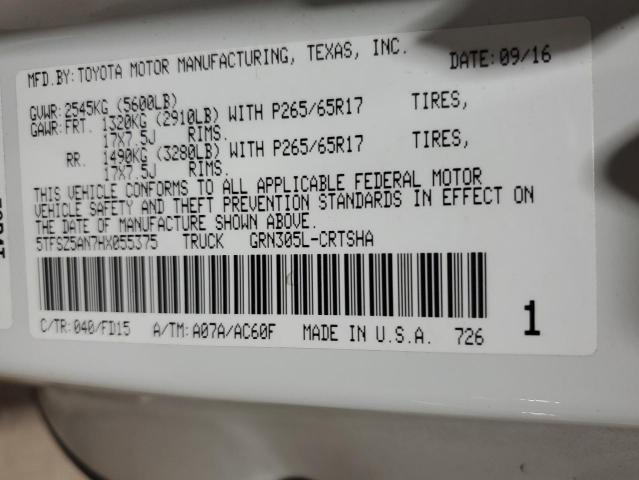 MFD.BY:TOYOTA MOTOR MANUFACTURING, TEXAS, INC. DATE:09/16
GVWR:2545KG (5600LB)
GAWR:FRT. 1320KG (2910LB) WITH P265/65R17 TIRES,
17X7.5J RIMS.
RR. 1490KG (3280LB) WITH P265/65R17 TIRES,
17X7.5J RIMS.
THIS VEHICLE CONFORMS TO ALL APPLICABLE FEDERAL MOTOR
VEHICLE SAFETY AND THEFT PREVENTION STANDARDS IN EFFECT ON
THE DATE OF MANUFACTURE SHOWN ABOVE.
5TFSZ5AN7HX055375 TRUCK GRN305L-CRTSHA
C/TR:040/FD15 A/TM:A07A/AC60F MADE IN U.S.A. 726 1